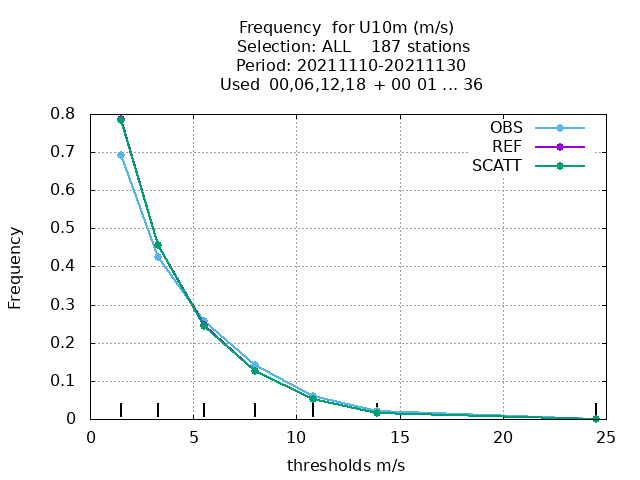 Frequency  for U10m (m/s)
Selection: ALL    187 stations
Period: 20211110-20211130
Used  00,06,12,18  + 00 01 ... 36
OBS
REF
SCATT
0.8
0.7
0.6
0.5
0.4
0.3
0.2
0.1
0
Frequency
0 5 10 15 20 25
thresholds m/s